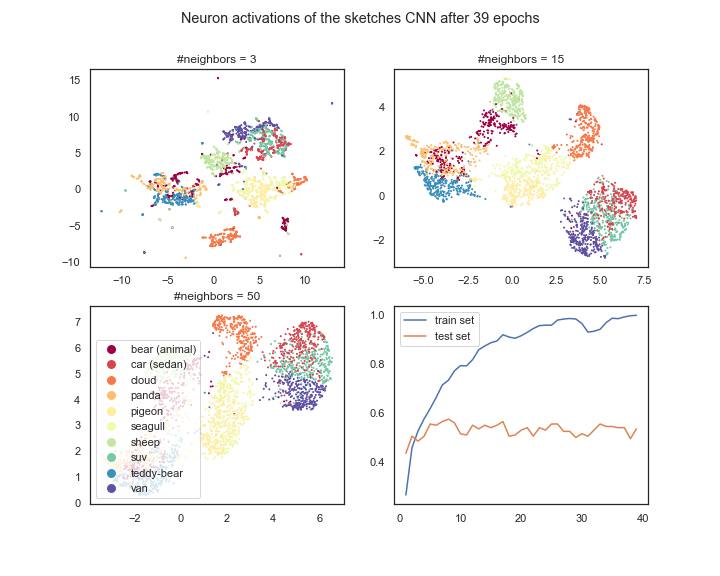 Neuron activations of the sketches CNN after 39 epochs
#neighbors = 3
15
10
5
0
−5
−10
−10
−5
0
5
10
#neighbors = 15
4
2
0
−2
−5.0
−2.5
0.0
2.5
5.0
7.5
#neighbors = 50
7
6
5
4
3
2
1
0
−2
0
2
4
6
bear (animal)
car (sedan)
cloud
panda
pigeon
seagull
sheep
suv
teddy-bear
van
train set
test set
1.0
0.8
0.6
0.4
0
10
20
30
40